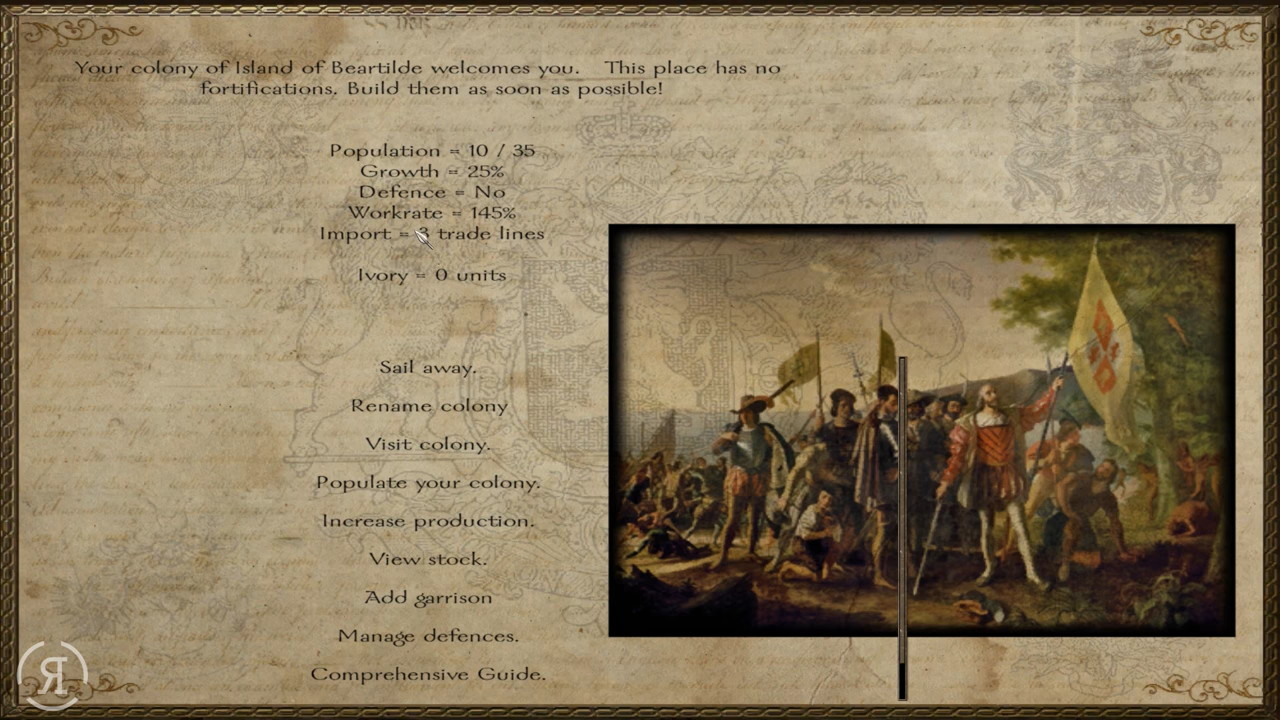 Your colony of Island of Beartilde welcomes you. This place has no
fortifications. Build them as soon as possible!
Population = 10 / 35
Growth = 25%
Defence = No
Workrate = 145%
Import = 3 trade lines
Ivory = 0 units
Sail away.
Rename colony
Visit colony.
Populate your colony.
Increase production.
View stock.
Add garrison
Manage defences.
Comprehensive Guide.